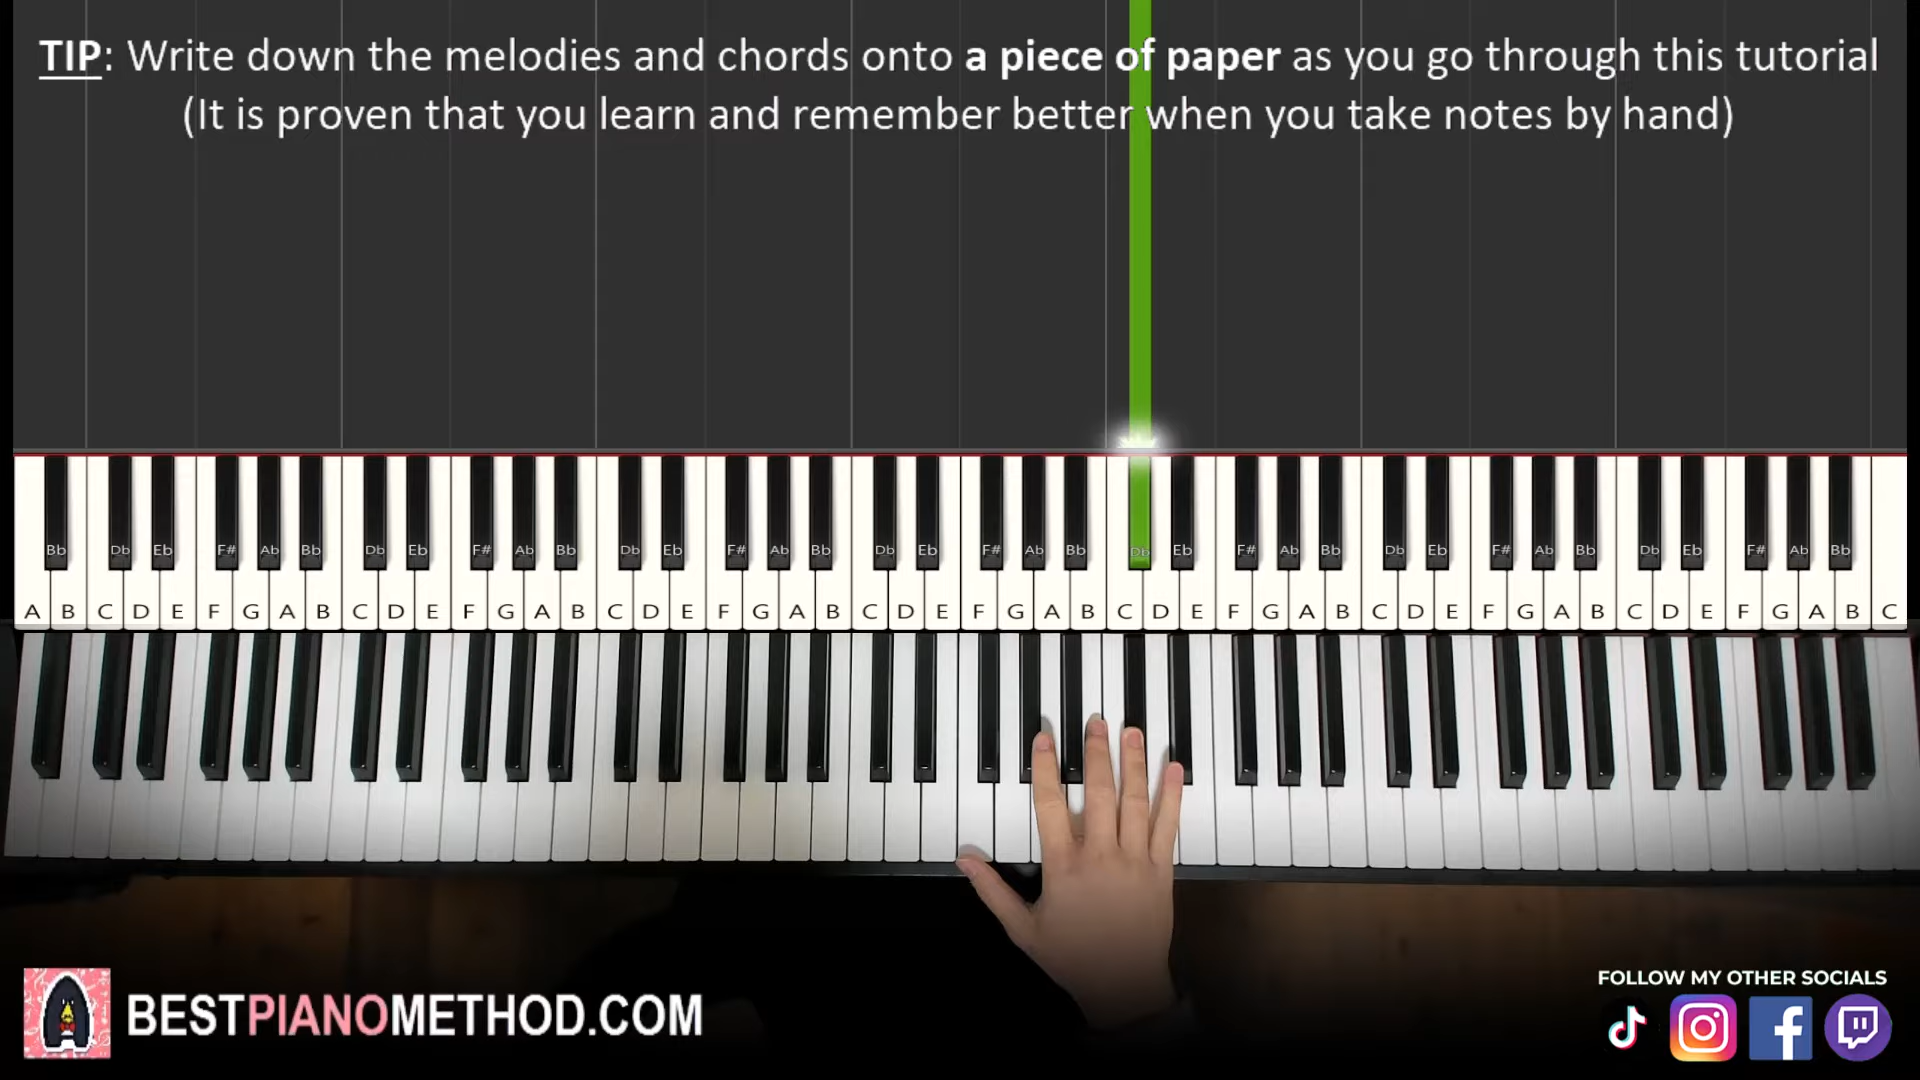 TIP: Write down the melodies and chords onto a piece of paper as you go through this tutorial
(It is proven that you learn and remember better when you take notes by hand)
Bb Db Eb F# Ab Bb Db Eb F# Ab Bb Db Eb F# Ab Bb Db Eb F# Ab Bb Db Eb F# Ab Bb Db Eb F# Ab Bb Db Eb F# Ab Bb
A B C D E F G A B C D E F G A B C D E F G A B C D E F G A B C D E F G A B C D E F G A B C D E F G A B C
BESTPIANOMETHOD.COM
FOLLOW MY OTHER SOCIALS